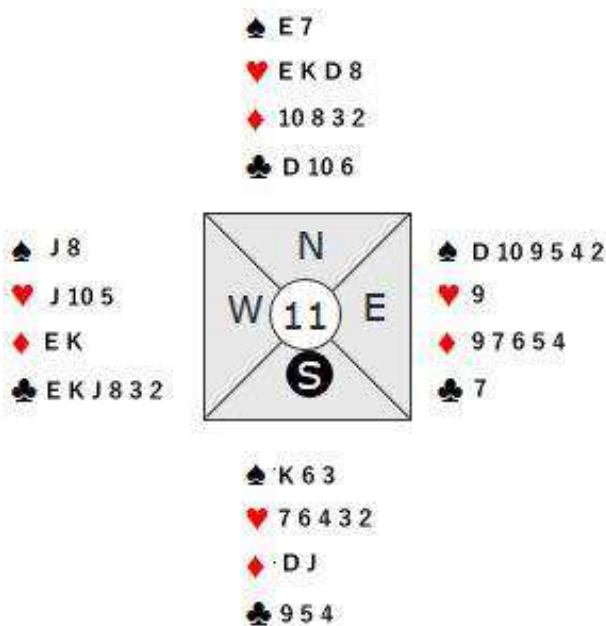 ♠ E 7
♥ E K D 8
♦ 10 8 3 2
♣ D 10 6
♠ J 8
♥ J 10 5
♦ E K
♣ E K J 8 3 2
N
W 11 E
S
♠ D 10 9 5 4 2
♥ 9
♦ 9 7 6 5 4
♣ 7
♠ K 6 3
♥ 7 6 4 3 2
♦ D J
♣ 9 5 4